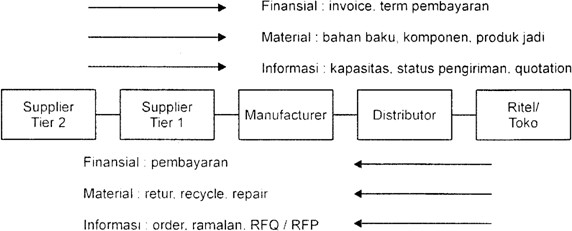 Finansial : invoice, term pembayaran
Material : bahan baku, komponen, produk jadi
Informasi : kapasitas, status pengiriman, quotation
Supplier Tier 2
Supplier Tier 1
Manufacturer
Distributor
Ritel/ Toko
Finansial : pembayaran
Material : retur, recycle, repair
Informasi : order, ramalan, RFQ / RFP